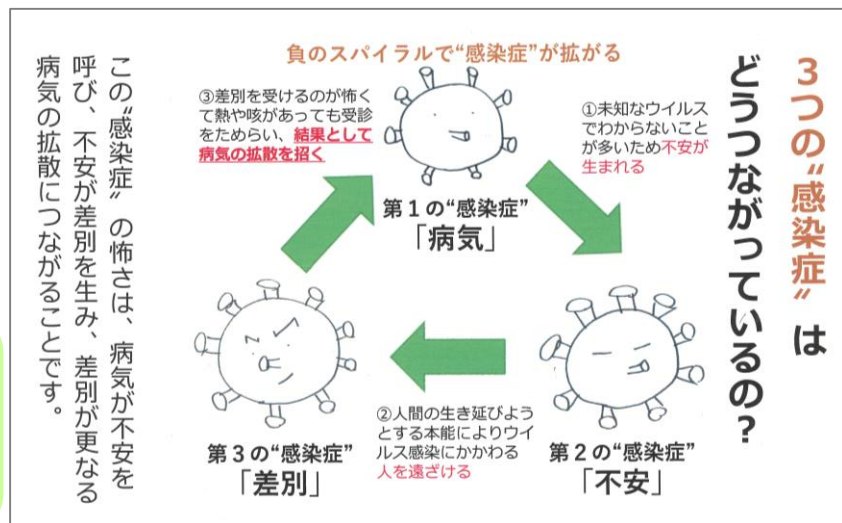 3つの“感染症”は
どうつながっているの？
負のスパイラルで“感染症”が拡がる
第１の“感染症”
「病気」
①未知なウイルス
でわからないこと
が多いため不安が
生まれる
第２の“感染症”
「不安」
②人間の生き延びよう
とする本能によりウイ
ルス感染にかかわる
人を遠ざける
第３の“感染症”
「差別」
③差別を受けるのが怖く
て熱や咳があっても受診
をためらい、結果として
病気の拡散を招く
この“感染症”の怖さは、病気が不安を
呼び、不安が差別を生み、差別が更なる
病気の拡散につながることです。